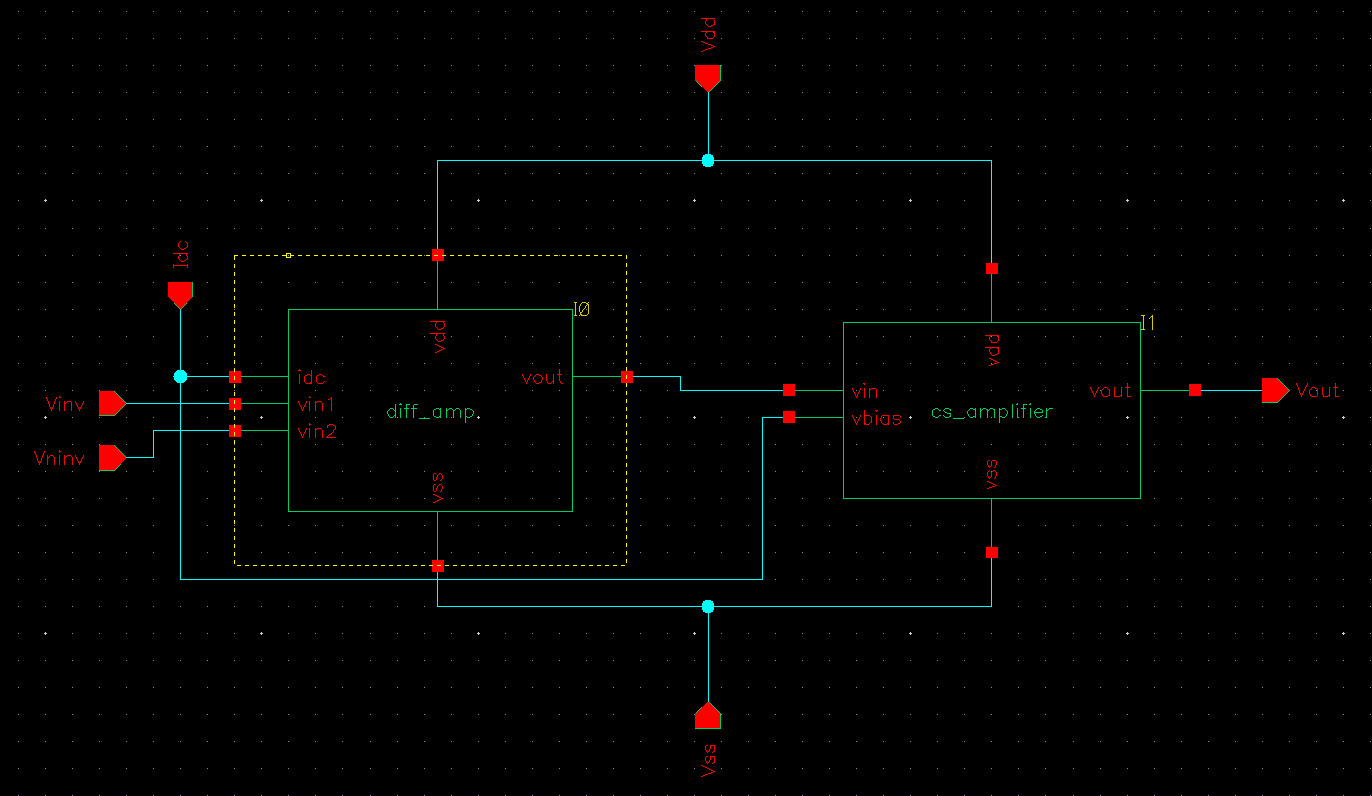 Vdd
Idc
I0
I1
vdd
vdd
idc
vout
Vinv
vin1
diff_amp
vin
vout
Vout
vbias
cs_amplifier
vin2
Vninv
vss
vss
Vss